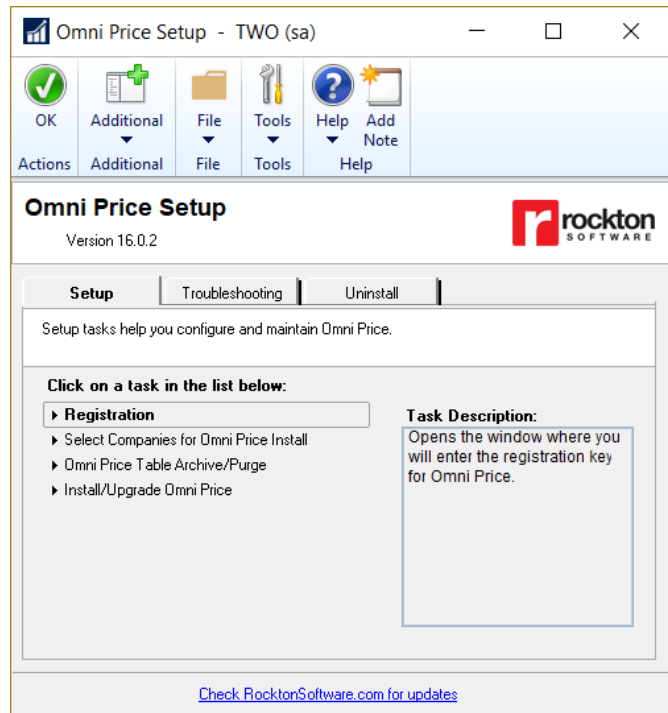 Omni Price Setup - TWO (sa)
OK
Additional
File
Tools
Help
Add Note
Actions
Additional
File
Tools
Help
Omni Price Setup
Version 16.0.2
rockton
SOFTWARE
Setup
Troubleshooting
Uninstall
Setup tasks help you configure and maintain Omni Price.
Click on a task in the list below:
Registration
Select Companies for Omni Price Install
Omni Price Table Archive/Purge
Install/Upgrade Omni Price
Task Description:
Opens the window where you
will enter the registration key
for Omni Price.
Check RocktonSoftware.com for updates